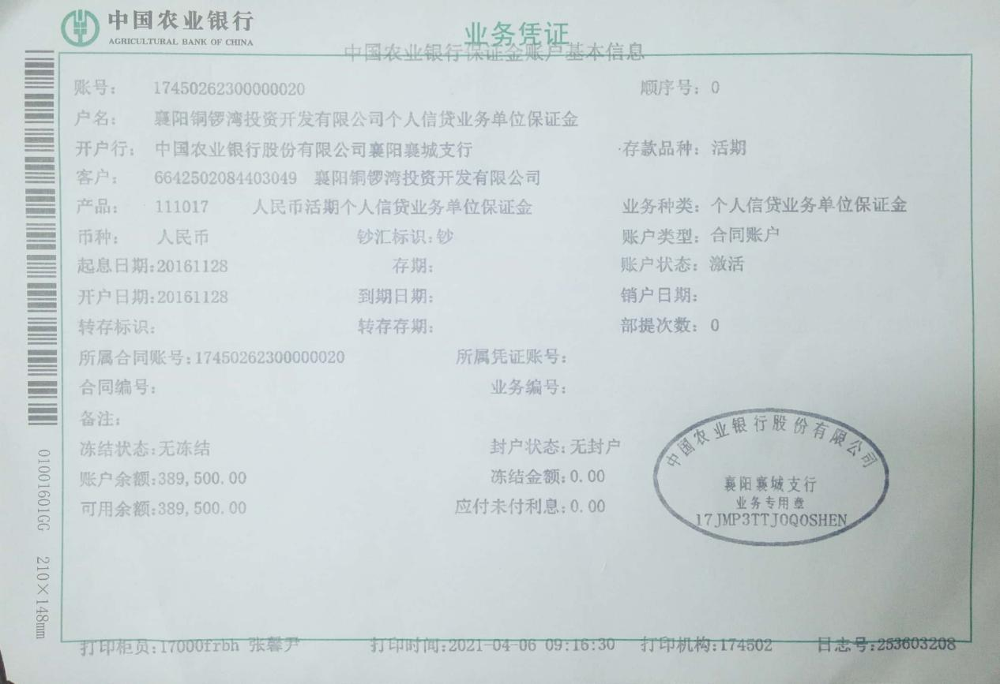 中国农业银行
AGRICULTURAL BANK OF CHINA
业务凭证
中国农业银行保证金账户基本信息
账号: 17450262300000020 顺序号: 0
户名: 襄阳铜锣湾投资开发有限公司个人信贷业务单位保证金
开户行: 中国农业银行股份有限公司襄阳襄城支行 存款品种: 活期
客户: 6642502084403049 襄阳铜锣湾投资开发有限公司
产品: 111017 人民币活期个人信贷业务单位保证金 业务种类: 个人信贷业务单位保证金
币种: 人民币 钞汇标识:钞 账户类型: 合同账户
起息日期:20161128 存期: 账户状态: 激活
开户日期:20161128 到期日期: 销户日期:
转存标识: 转存存期: 部提次数: 0
所属合同账号:17450262300000020 所属凭证账号:
合同编号: 业务编号:
备注:
冻结状态:无冻结 封户状态:无封户
账户余额:389,500.00 冻结金额:0.00
可用余额:389,500.00 应付未付利息:0.00
中国农业银行股份有限公司
襄阳襄城支行
业务专用章
17JMP3TTJ0QOSHEN
打印柜员:17000frbh 张馨尹 打印时间:2021-04-06 09:16:30 打印机构:174502 日志号:253603208
01001601GG 210×148mm